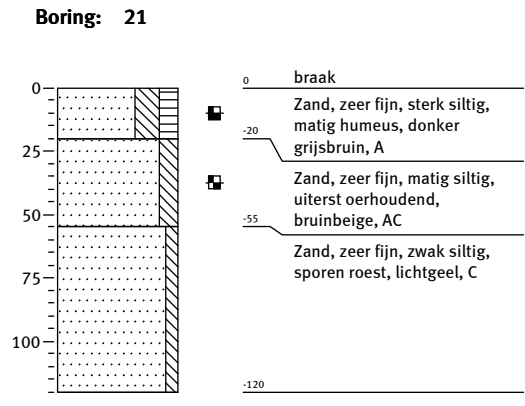 Boring: 21
0
25
50
75
100
0
braak
Zand, zeer fijn, sterk siltig,
matig humeus, donker
grijsbruin, A
-20
Zand, zeer fijn, matig siltig,
uiterst oerhoudend,
bruinbeige, AC
-55
Zand, zeer fijn, zwak siltig,
sporen roest, lichtgeel, C
-120